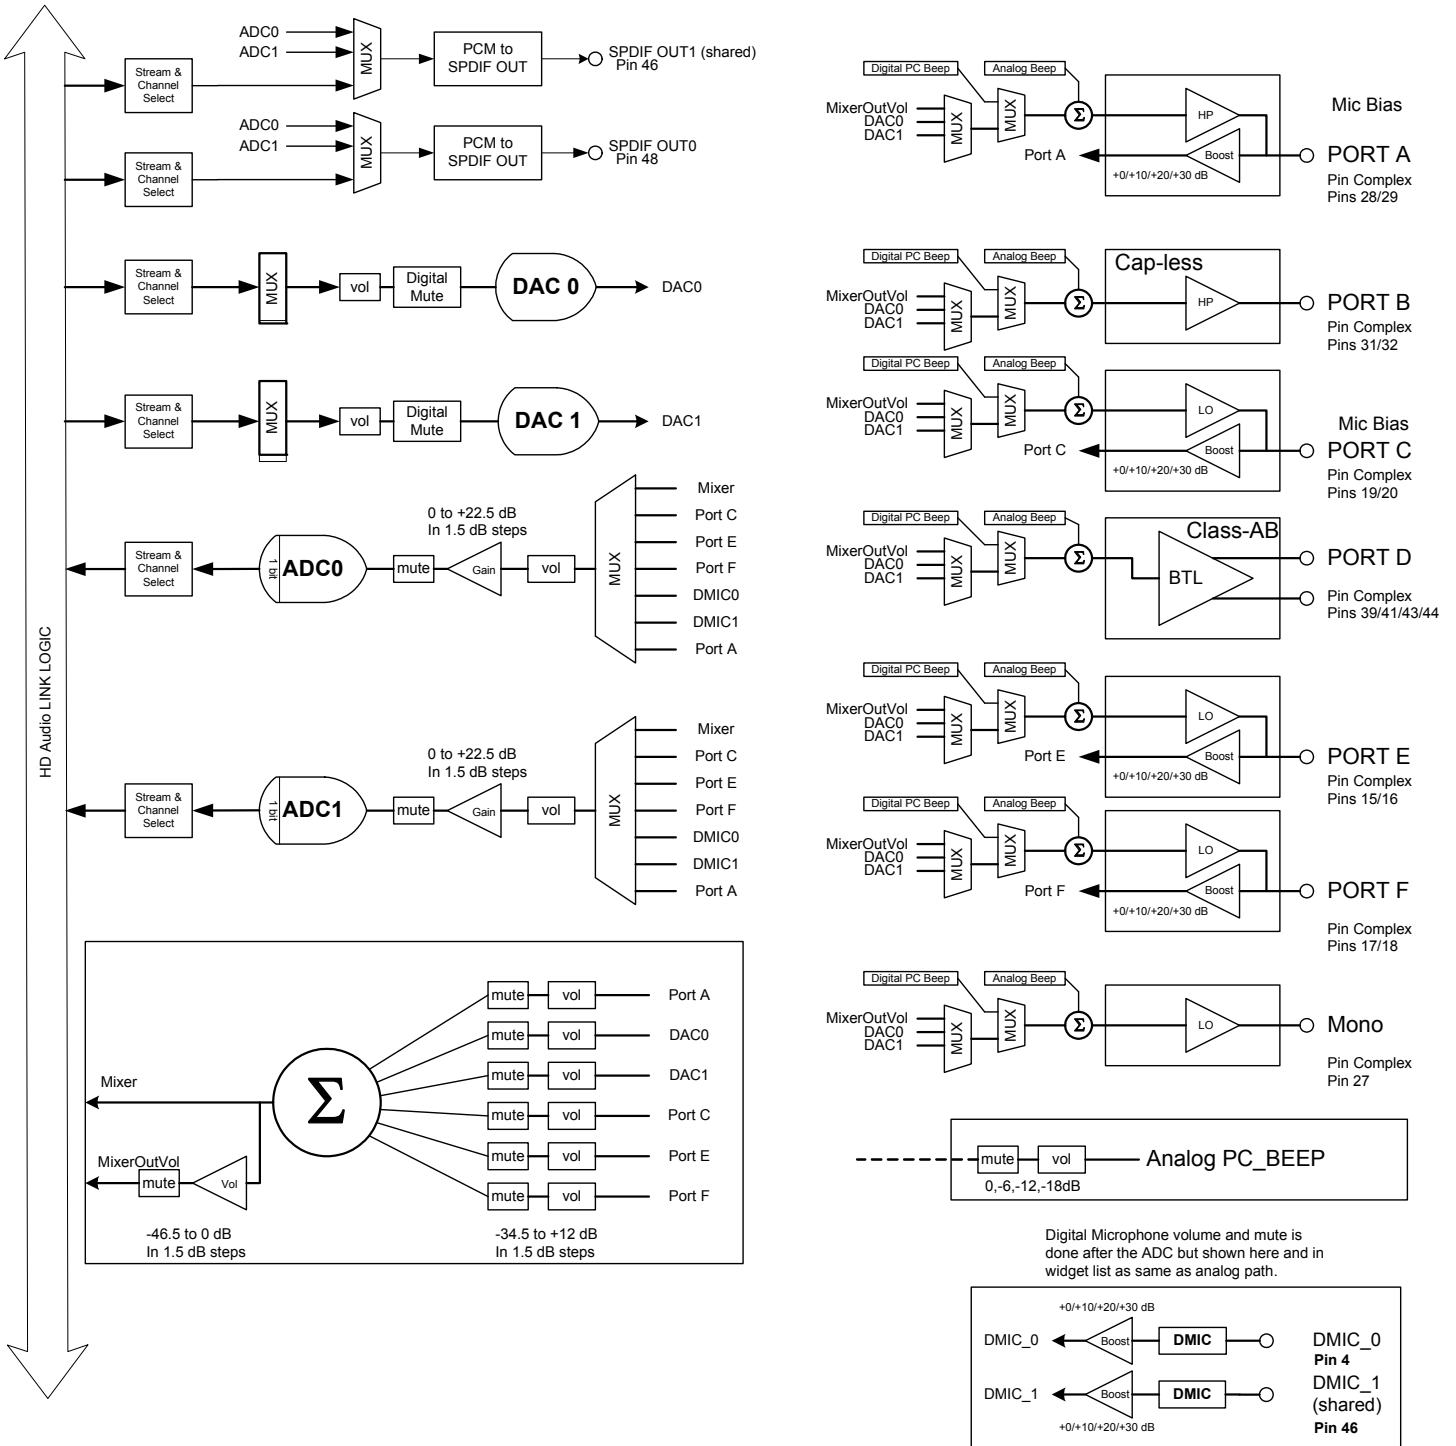 HD Audio LINK LOGIC
ADC0
ADC1
Stream &
Channel
Select
MUX
PCM to
SPDIF OUT
SPDIF OUT1 (shared)
Pin 46
ADC0
ADC1
Stream &
Channel
Select
MUX
PCM to
SPDIF OUT
SPDIF OUT0
Pin 48
Stream &
Channel
Select
MUX
vol
Digital
Mute
DAC 0
DAC0
Stream &
Channel
Select
MUX
vol
Digital
Mute
DAC 1
DAC1
Stream &
Channel
Select
1 bit
ADC0
mute
0 to +22.5 dB
In 1.5 dB steps
Gain
vol
MUX
Mixer
Port C
Port E
Port F
DMIC0
DMIC1
Port A
Stream &
Channel
Select
1 bit
ADC1
mute
0 to +22.5 dB
In 1.5 dB steps
Gain
vol
MUX
Mixer
Port C
Port E
Port F
DMIC0
DMIC1
Port A
Mixer
MixerOutVol
mute
Vol
-46.5 to 0 dB
In 1.5 dB steps
Σ
mute vol Port A
mute vol DAC0
mute vol DAC1
mute vol Port C
mute vol Port E
mute vol Port F
-34.5 to +12 dB
In 1.5 dB steps
Digital PC Beep
Analog Beep
MixerOutVol
DAC0
DAC1
MUX
MUX
Σ
HP
Port A
Boost
+0/+10/+20/+30 dB
Mic Bias
PORT A
Pin Complex
Pins 28/29
Digital PC Beep
Analog Beep
MixerOutVol
DAC0
DAC1
MUX
MUX
Σ
Cap-less
HP
PORT B
Pin Complex
Pins 31/32
Digital PC Beep
Analog Beep
MixerOutVol
DAC0
DAC1
MUX
MUX
Σ
LO
Port C
Boost
+0/+10/+20/+30 dB
Mic Bias
PORT C
Pin Complex
Pins 19/20
Digital PC Beep
Analog Beep
MixerOutVol
DAC0
DAC1
MUX
MUX
Σ
Class-AB
BTL
PORT D
Pin Complex
Pins 39/41/43/44
Digital PC Beep
Analog Beep
MixerOutVol
DAC0
DAC1
MUX
MUX
Σ
LO
Port E
Boost
+0/+10/+20/+30 dB
PORT E
Pin Complex
Pins 15/16
Digital PC Beep
Analog Beep
MixerOutVol
DAC0
DAC1
MUX
MUX
Σ
LO
Port F
Boost
+0/+10/+20/+30 dB
PORT F
Pin Complex
Pins 17/18
Digital PC Beep
Analog Beep
MixerOutVol
DAC0
DAC1
MUX
MUX
Σ
LO
Mono
Pin Complex
Pin 27
mute vol Analog PC_BEEP
0,-6,-12,-18dB
Digital Microphone volume and mute is
done after the ADC but shown here and in
widget list as same as analog path.
+0/+10/+20/+30 dB
DMIC_0
Boost
DMIC
DMIC_0
Pin 4
DMIC_1
Boost
DMIC
DMIC_1
(shared)
Pin 46
+0/+10/+20/+30 dB